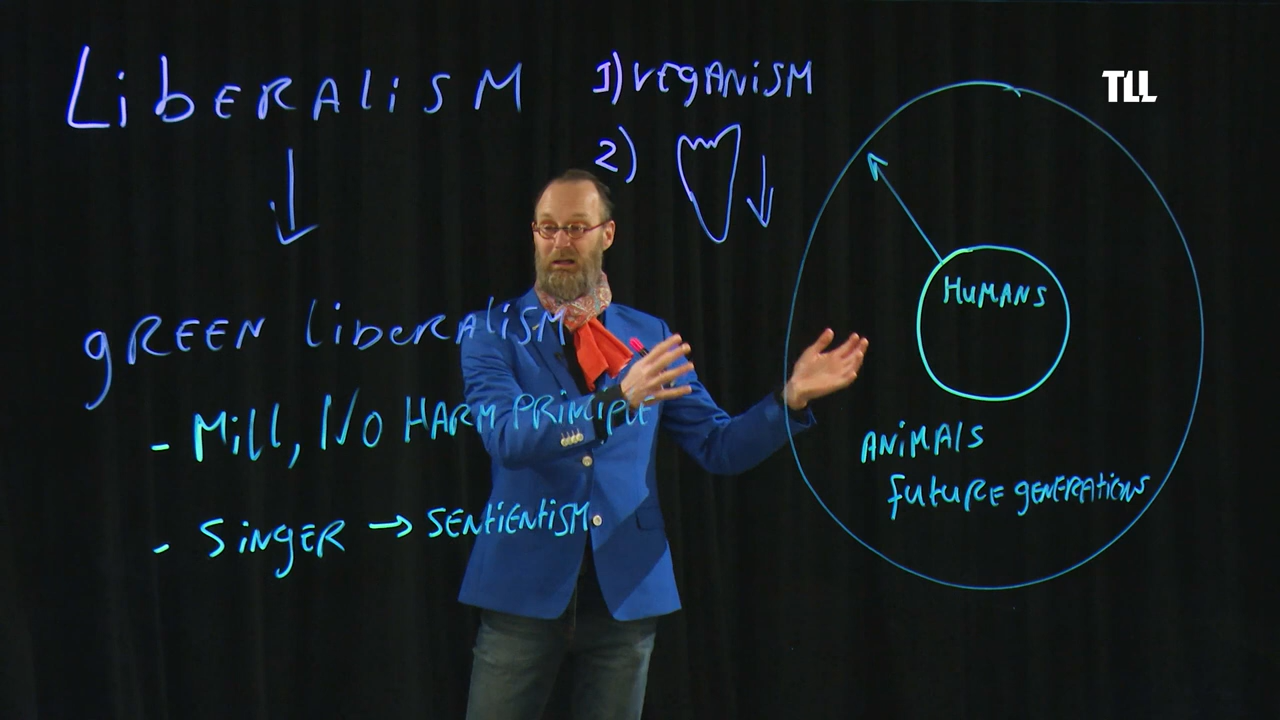 LiBERALiSM
gREEN liBERALiSM
- Mill, NO HARM PRiNCiPLE
- SiNgER → SENTiENTiSM
1) VEgANiSM
2)
TLL
HUMANS
ANiMALS
fUTURE gENERATiONS